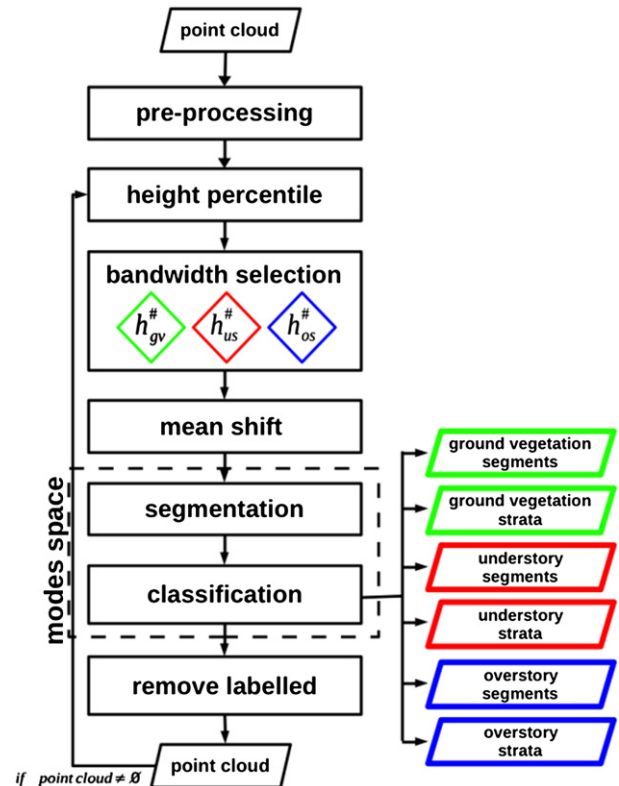 point cloud
pre-processing
height percentile
bandwidth selection
h#gv h#us h#os
mean shift
modes space
segmentation
classification
remove labelled
point cloud
if point cloud ≠ Ø
ground vegetation
segments
ground vegetation
strata
understory
segments
understory
strata
overstory
segments
overstory
strata